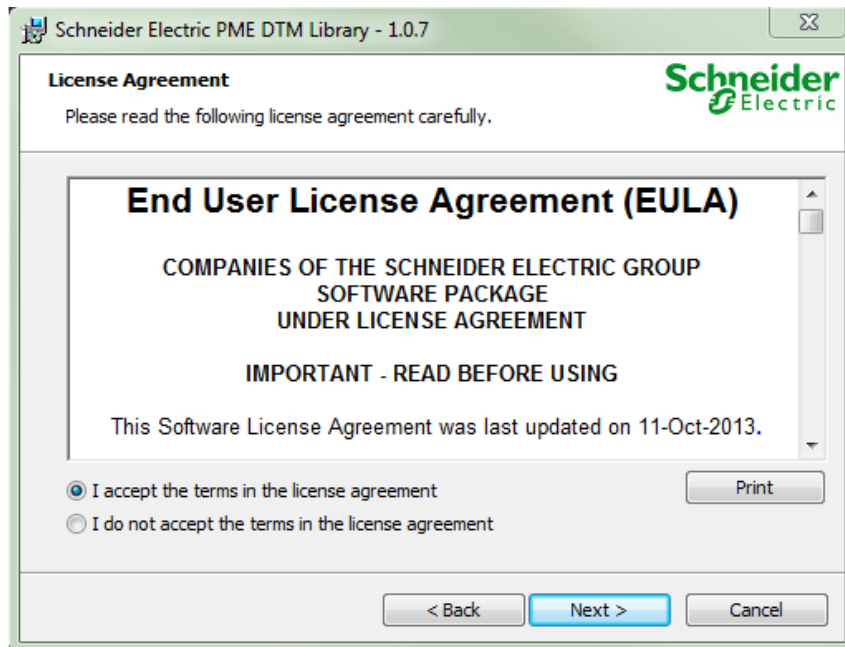 Schneider Electric PME DTM Library - 1.0.7
License Agreement
Please read the following license agreement carefully.
Schneider
Electric
End User License Agreement (EULA)
COMPANIES OF THE SCHNEIDER ELECTRIC GROUP
SOFTWARE PACKAGE
UNDER LICENSE AGREEMENT
IMPORTANT - READ BEFORE USING
This Software License Agreement was last updated on 11-Oct-2013.
I accept the terms in the license agreement
Print
I do not accept the terms in the license agreement
< Back
Next >
Cancel